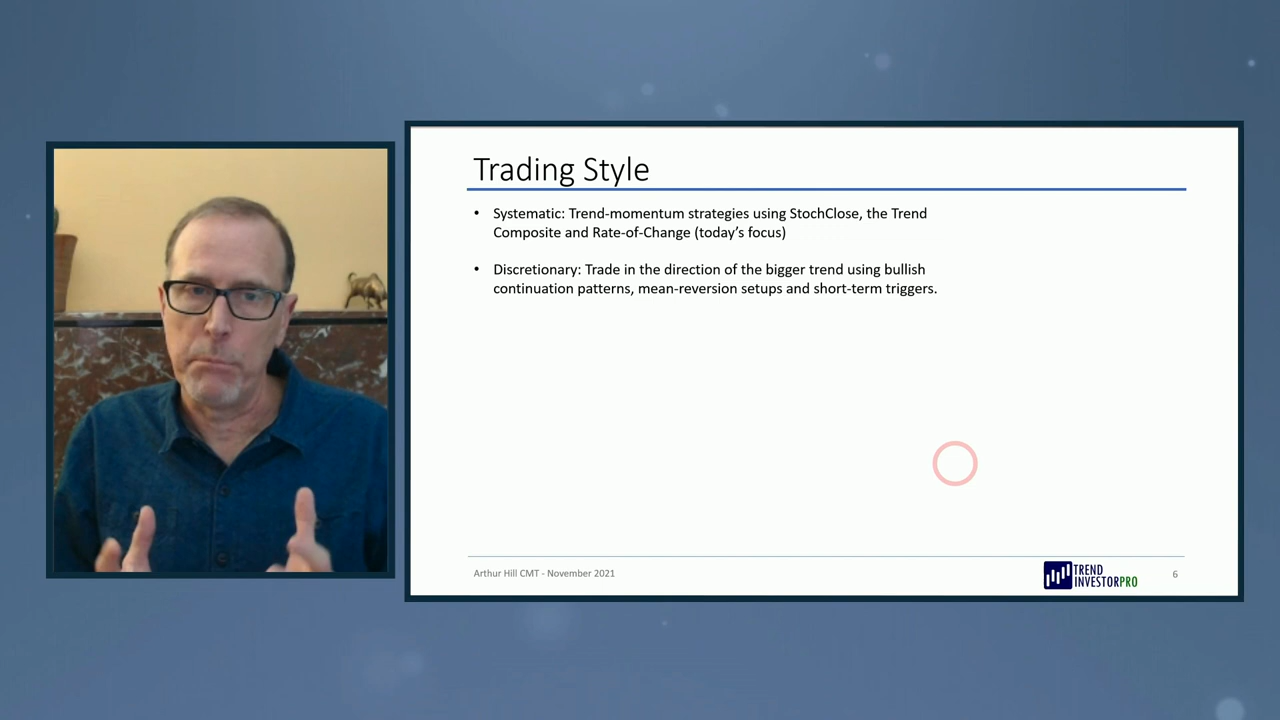 Trading Style
• Systematic: Trend-momentum strategies using StochClose, the Trend
Composite and Rate-of-Change (today's focus)
• Discretionary: Trade in the direction of the bigger trend using bullish
continuation patterns, mean-reversion setups and short-term triggers.
Arthur Hill CMT - November 2021
TREND
INVESTORPRO
6